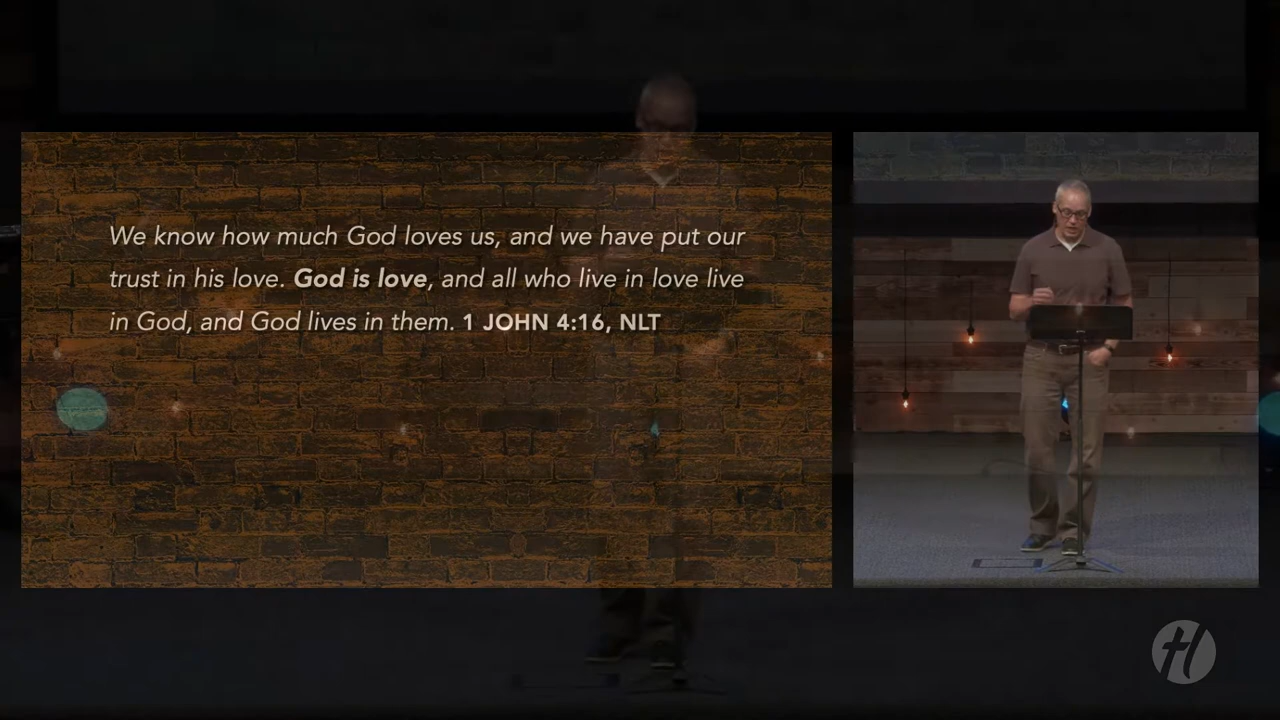 We know how much God loves us, and we have put our
trust in his love. God is love, and all who live in love live
in God, and God lives in them. 1 JOHN 4:16, NLT